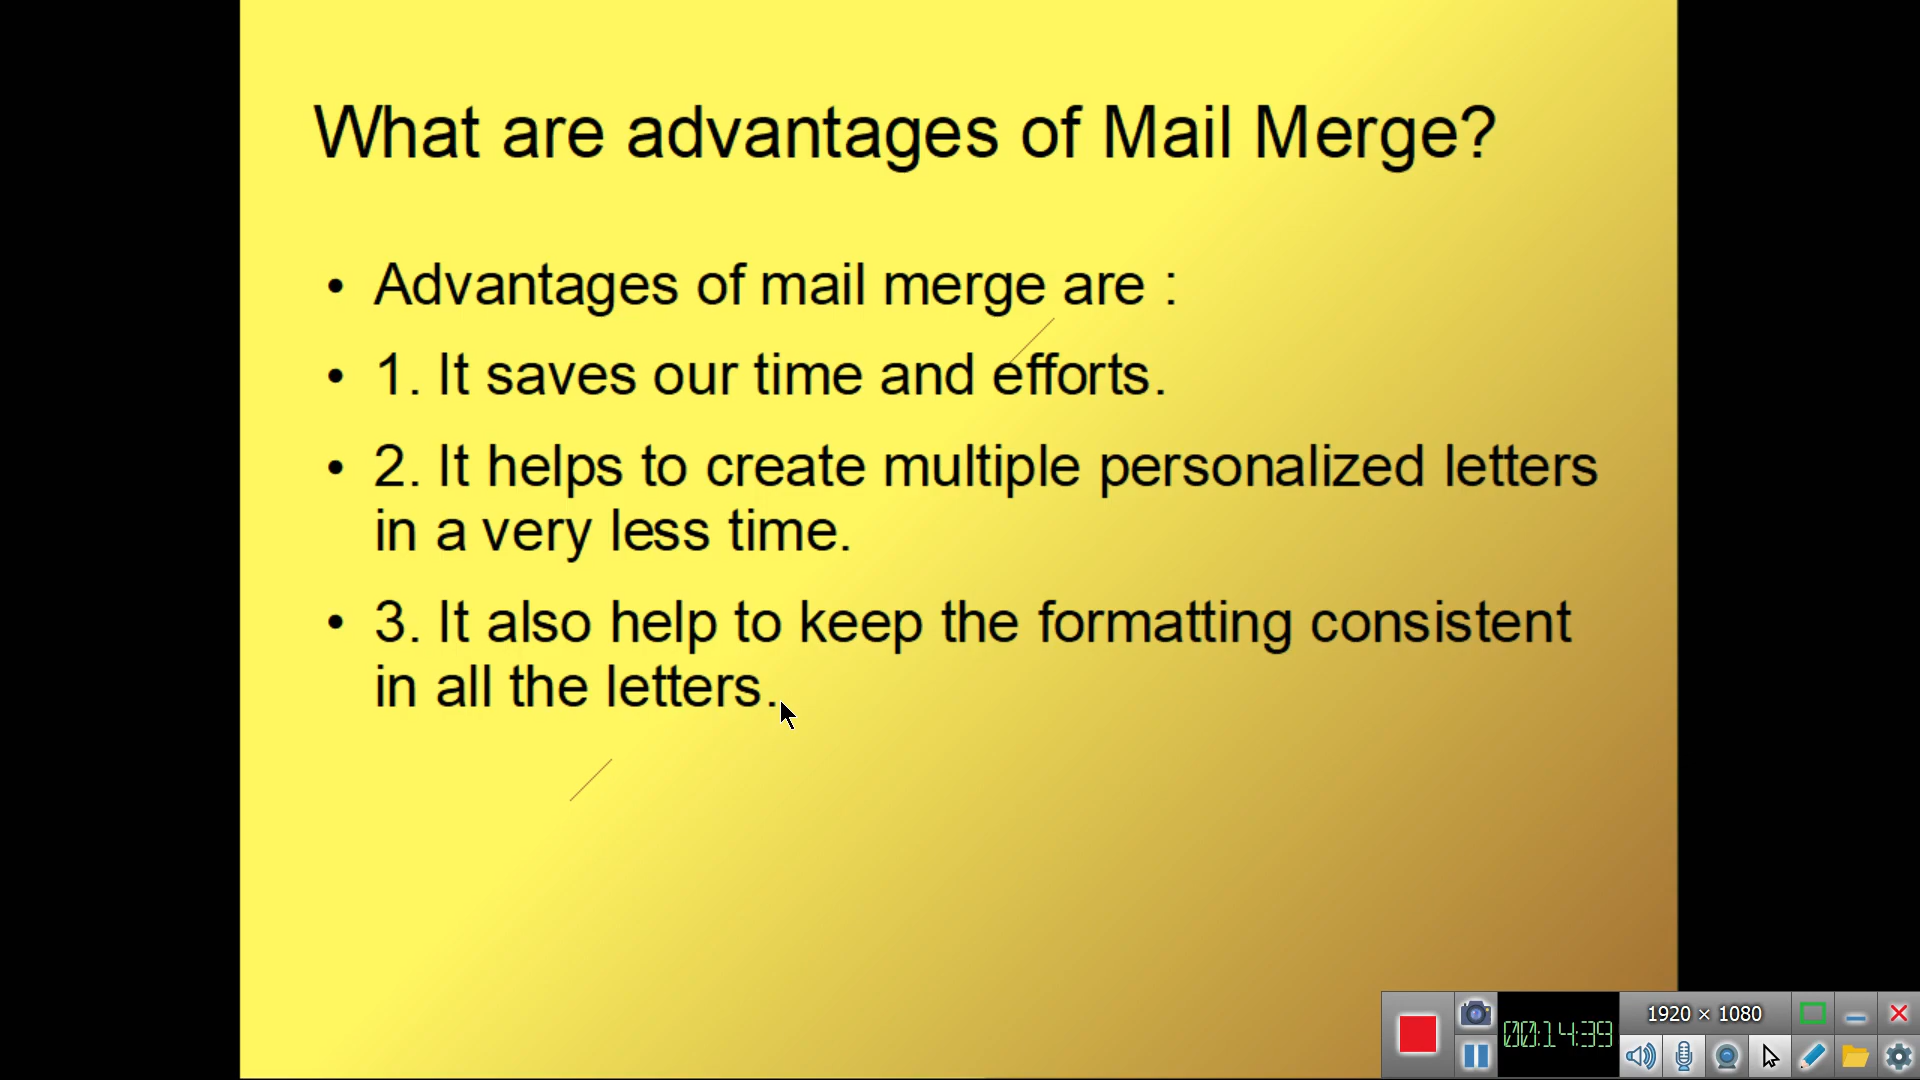 What are advantages of Mail Merge?
• Advantages of mail merge are :
• 1. It saves our time and efforts.
• 2. It helps to create multiple personalized letters
in a very less time.
• 3. It also help to keep the formatting consistent
in all the letters.
1920 × 1080
00:14:39